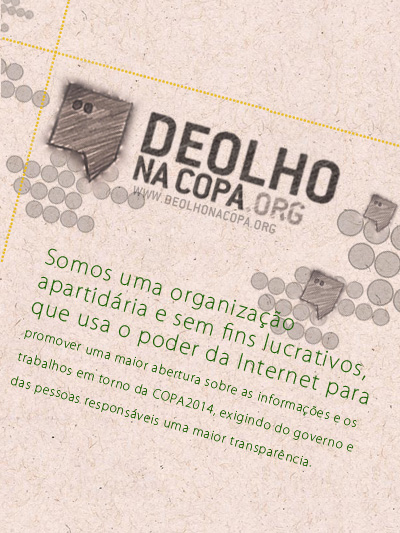 DEOLHO
NA COPA.ORG
WWW.DEOLHONACOPA.ORG
Somos uma organização
apartidária e sem fins lucrativos,
que usa o poder da Internet para
promover uma maior abertura sobre as informações e os
trabalhos em torno da COPA2014, exigindo do governo e
das pessoas responsáveis uma maior transparência.